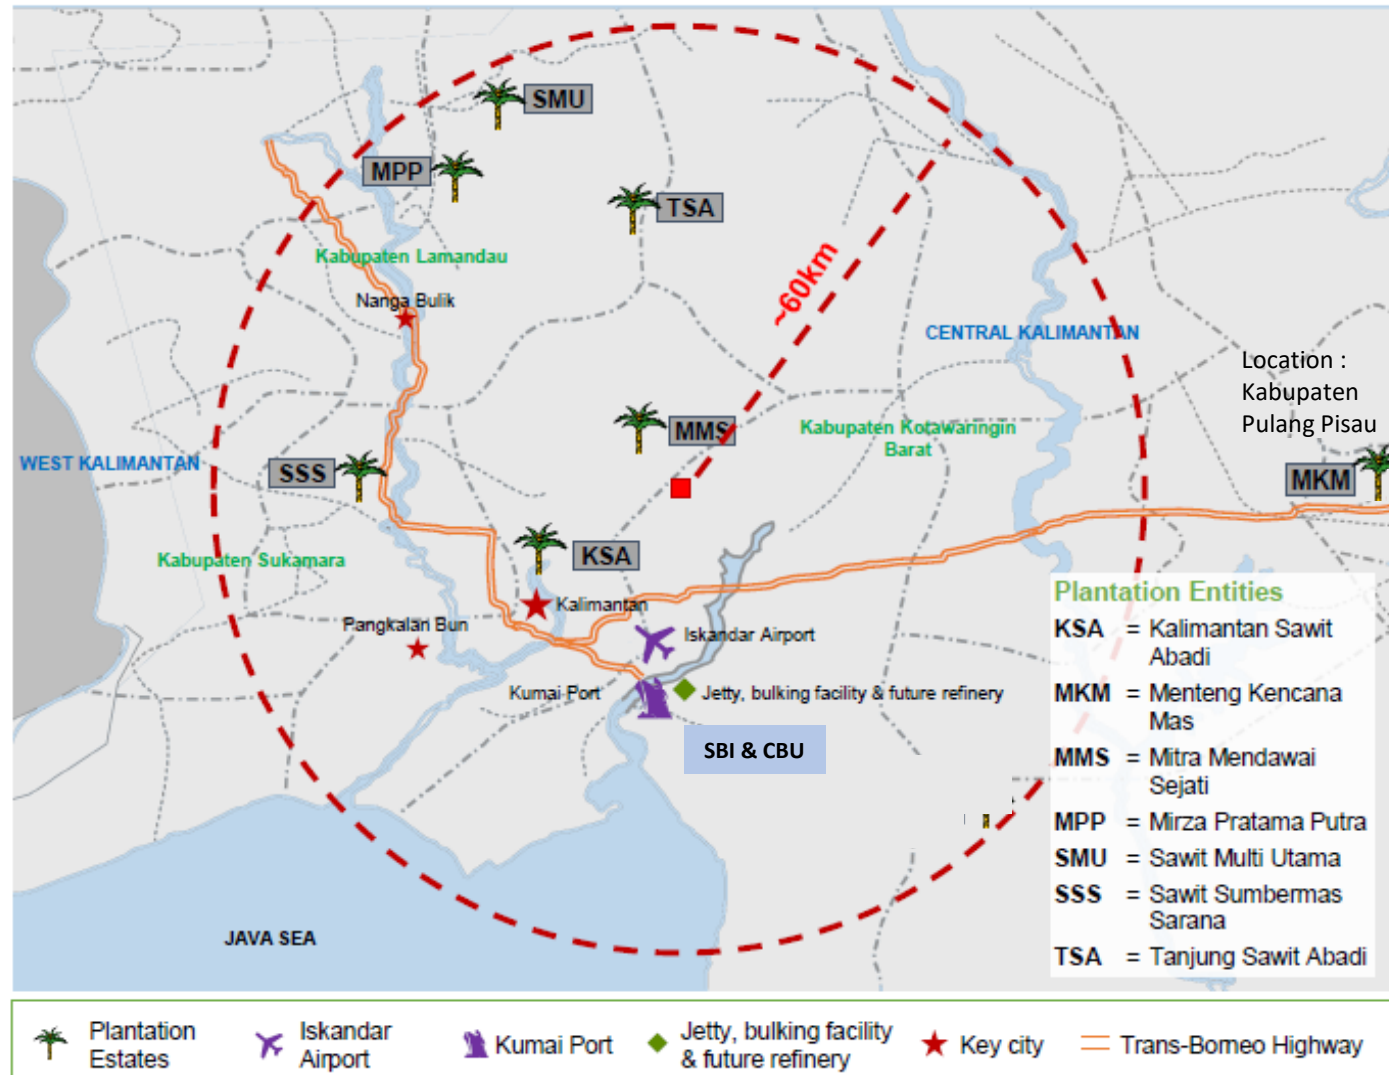 SMU
MPP
TSA
Kabupaten Lamandau
~60km
Nanga Bulik
CENTRAL KALIMANTAN
Location :
Kabupaten
Pulang Pisau
MMS
Kabupaten Kotawaringin
Barat
WEST KALIMANTAN
SSS
MKM
KSA
Kabupaten Sukamara
Kalimantan
Pangkalan Bun
Iskandar Airport
Kumai Port
Jetty, bulking facility & future refinery
SBI & CBU
JAVA SEA
Plantation Entities
KSA = Kalimantan Sawit
Abadi
MKM = Menteng Kencana
Mas
MMS = Mitra Mendawai
Sejati
MPP = Mirza Pratama Putra
SMU = Sawit Multi Utama
SSS = Sawit Sumbermas
Sarana
TSA = Tanjung Sawit Abadi
Plantation
Estates
Iskandar
Airport
Kumai Port
Jetty, bulking facility
& future refinery
Key city
Trans-Borneo Highway